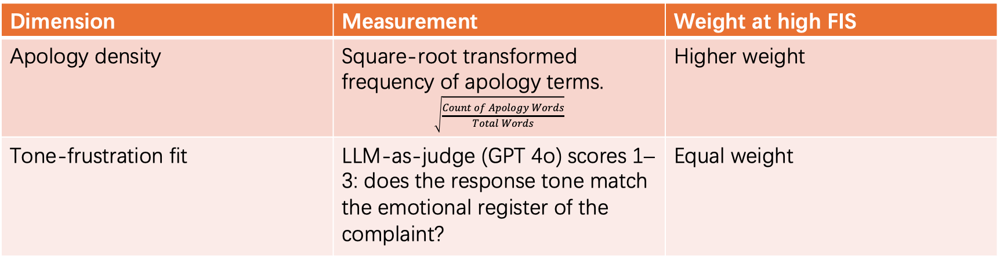 Dimension
Measurement
Weight at high FIS
Apology density
Square-root transformed
frequency of apology terms.
√(Count of Apology Words / Total Words)
Higher weight
Tone-frustration fit
LLM-as-judge (GPT 4o) scores 1–
3: does the response tone match
the emotional register of the
complaint?
Equal weight